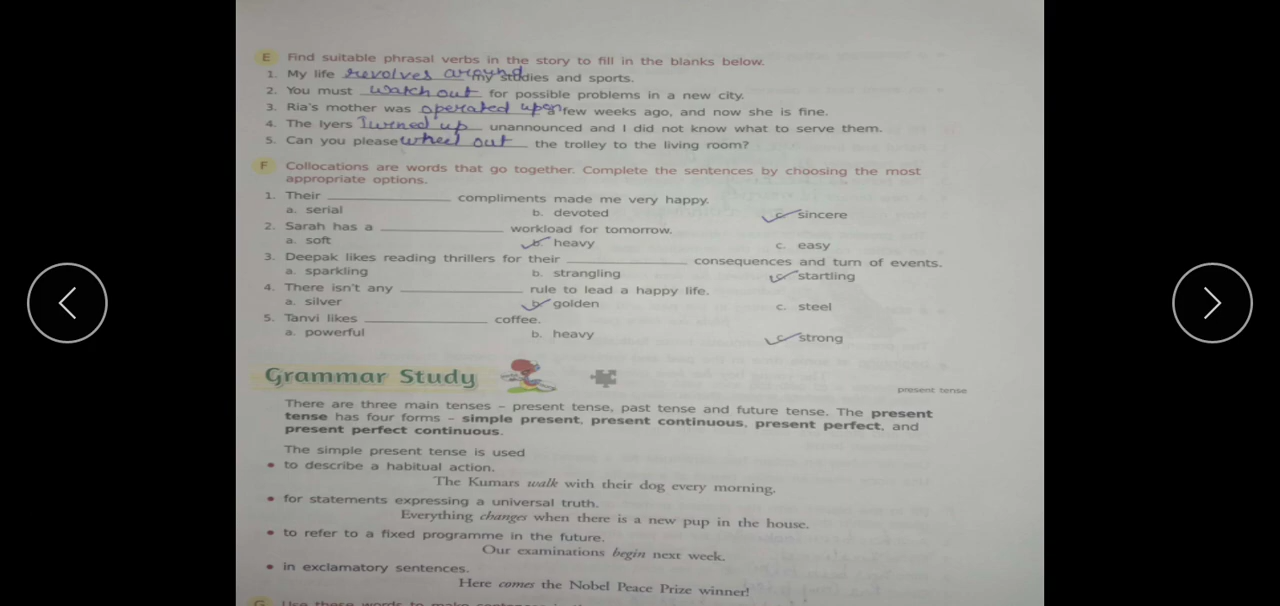 E Find suitable phrasal verbs in the story to fill in the blanks below.
1. My life revolves around my studies and sports.
2. You must watch out for possible problems in a new city.
3. Ria's mother was operated upon a few weeks ago, and now she is fine.
4. The Iyers Turned up unannounced and I did not know what to serve them.
5. Can you please wheel out the trolley to the living room?
F Collocations are words that go together. Complete the sentences by choosing the most
appropriate options.
1. Their ____________ compliments made me very happy.
a. serial b. devoted c. sincere
2. Sarah has a ____________ workload for tomorrow.
a. soft b. heavy c. easy
3. Deepak likes reading thrillers for their ____________ consequences and turn of events.
a. sparkling b. strangling c. startling
4. There isn't any ____________ rule to lead a happy life.
a. silver b. golden c. steel
5. Tanvi likes ____________ coffee.
a. powerful b. heavy c. strong
Grammar Study
present tense
There are three main tenses – present tense, past tense and future tense. The present
tense has four forms – simple present, present continuous, present perfect, and
present perfect continuous.
The simple present tense is used
• to describe a habitual action.
The Kumars walk with their dog every morning.
• for statements expressing a universal truth.
Everything changes when there is a new pup in the house.
• to refer to a fixed programme in the future.
Our examinations begin next week.
• in exclamatory sentences.
Here comes the Nobel Peace Prize winner!
G Use these words to make sentences